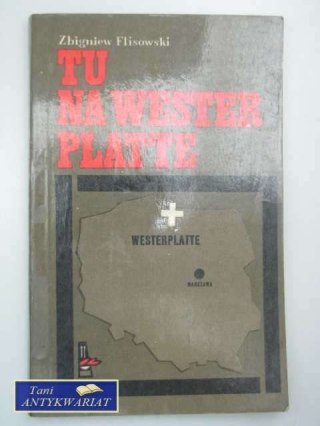 Zbigniew Flisowski
TU
NA WESTER
PLATTE
WESTERPLATTE
WARSZAWA
Tani
ANTYKWARIAT